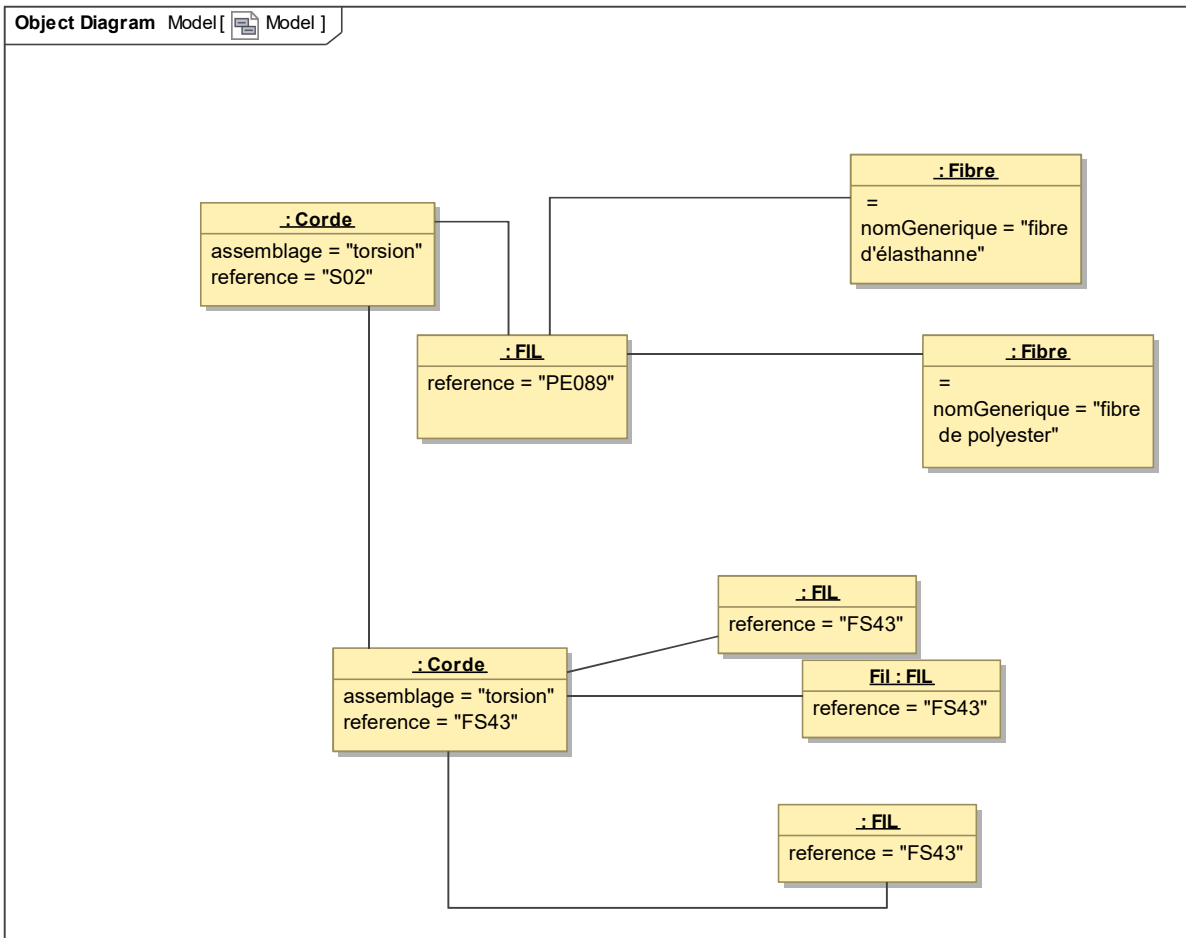 Object Diagram Model[ Model ]
: Fibre
=
nomGenerique = "fibre
d'élasthanne"
: Corde
assemblage = "torsion"
reference = "S02"
: FIL
reference = "PE089"
: Fibre
=
nomGenerique = "fibre
de polyester"
: FIL
reference = "FS43"
: Corde
assemblage = "torsion"
reference = "FS43"
Fil : FIL
reference = "FS43"
: FIL
reference = "FS43"